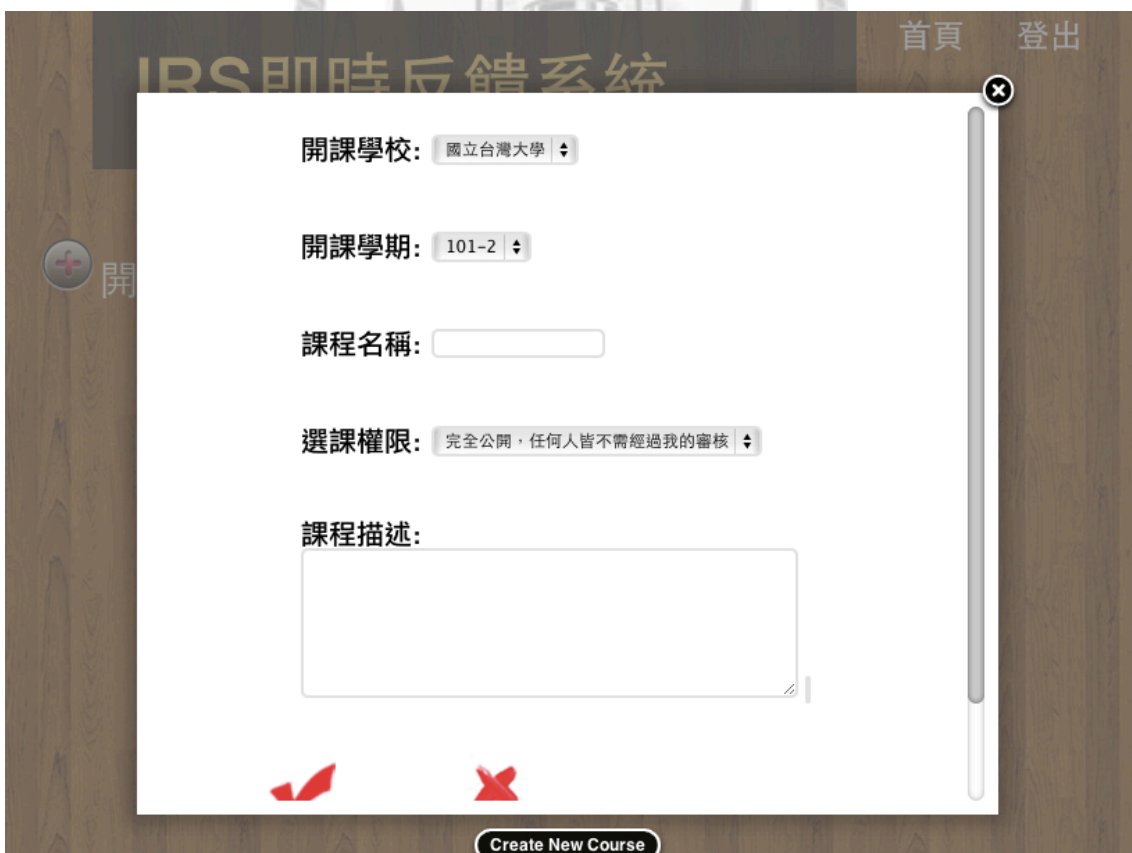 首頁 登出
IRS即時反饋系統
開課學校: 國立台灣大學
開課學期: 101-2
開
課程名稱:
選課權限: 完全公開，任何人皆不需經過我的審核
課程描述:
Create New Course